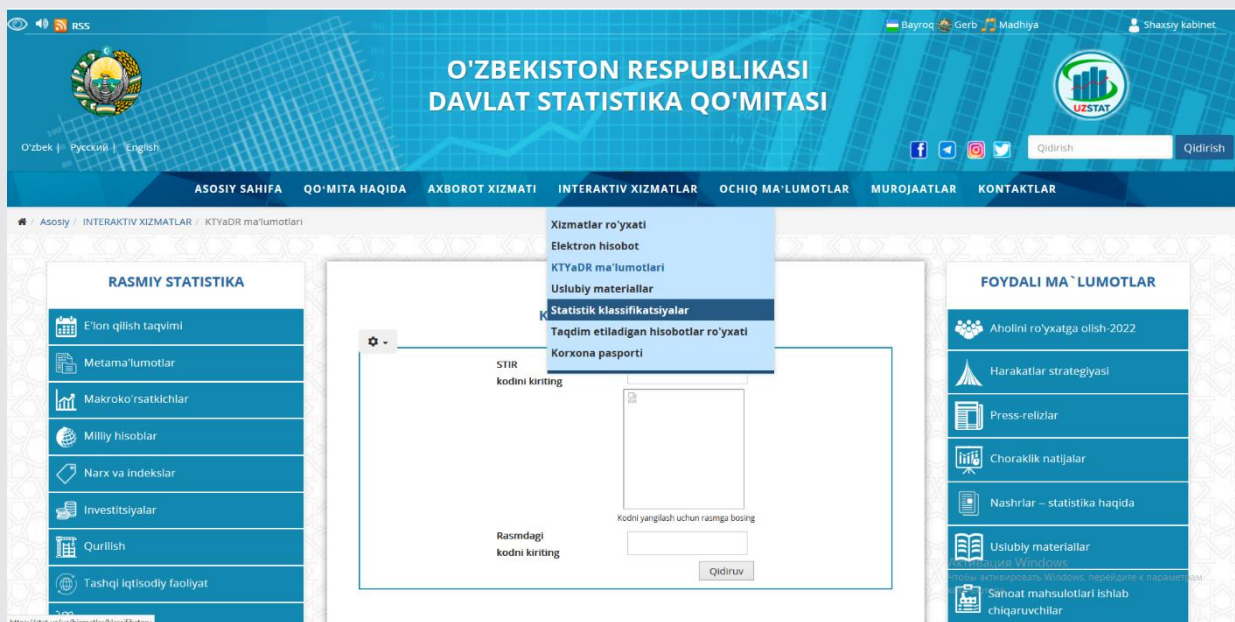 RSS
Bayroq Gerb Madhiya
Shaxsiy kabinet
O'ZBEKISTON RESPUBLIKASI
DAVLAT STATISTIKA QO'MITASI
UZSTAT
O'zbek | Русский | English
Qidirish
Qidirish
ASOSIY SAHIFA QO'MITA HAQIDA AXBOROT XIZMATI INTERAKTIV XIZMATLAR OCHIQ MA'LUMOTLAR MUROJAATLAR KONTAKTLAR
/ Asosiy / INTERAKTIV XIZMATLAR / KTYaDR ma'lumotlari
Xizmatlar ro'yxati
Elektron hisobot
KTYaDR ma'lumotlari
Uslubiy materiallar
Statistik klassifikatsiyalar
Taqdim etiladigan hisobotlar ro'yxati
Korxona pasporti
RASMIY STATISTIKA
E'lon qilish taqvimi
Metama'lumotlar
Makroko'rsatkichlar
Milliy hisoblar
Narx va indekslar
Investitsiyalar
Qurilish
Tashqi iqtisodiy faoliyat
K
STIR
kodini kiriting
Kodni yangilash uchun rasmga bosing
Rasmdagi
kodni kiriting
Qidiruv
FOYDALI MA`LUMOTLAR
Aholini ro'yxatga olish-2022
Harakatlar strategiyasi
Press-relizlar
Choraklik natijalar
Nashrlar – statistika haqida
Uslubiy materiallar
Активация Windows
Чтобы активировать Windows, перейдите к параметрам
Sanoat mahsulotlari ishlab
chiqaruvchilar